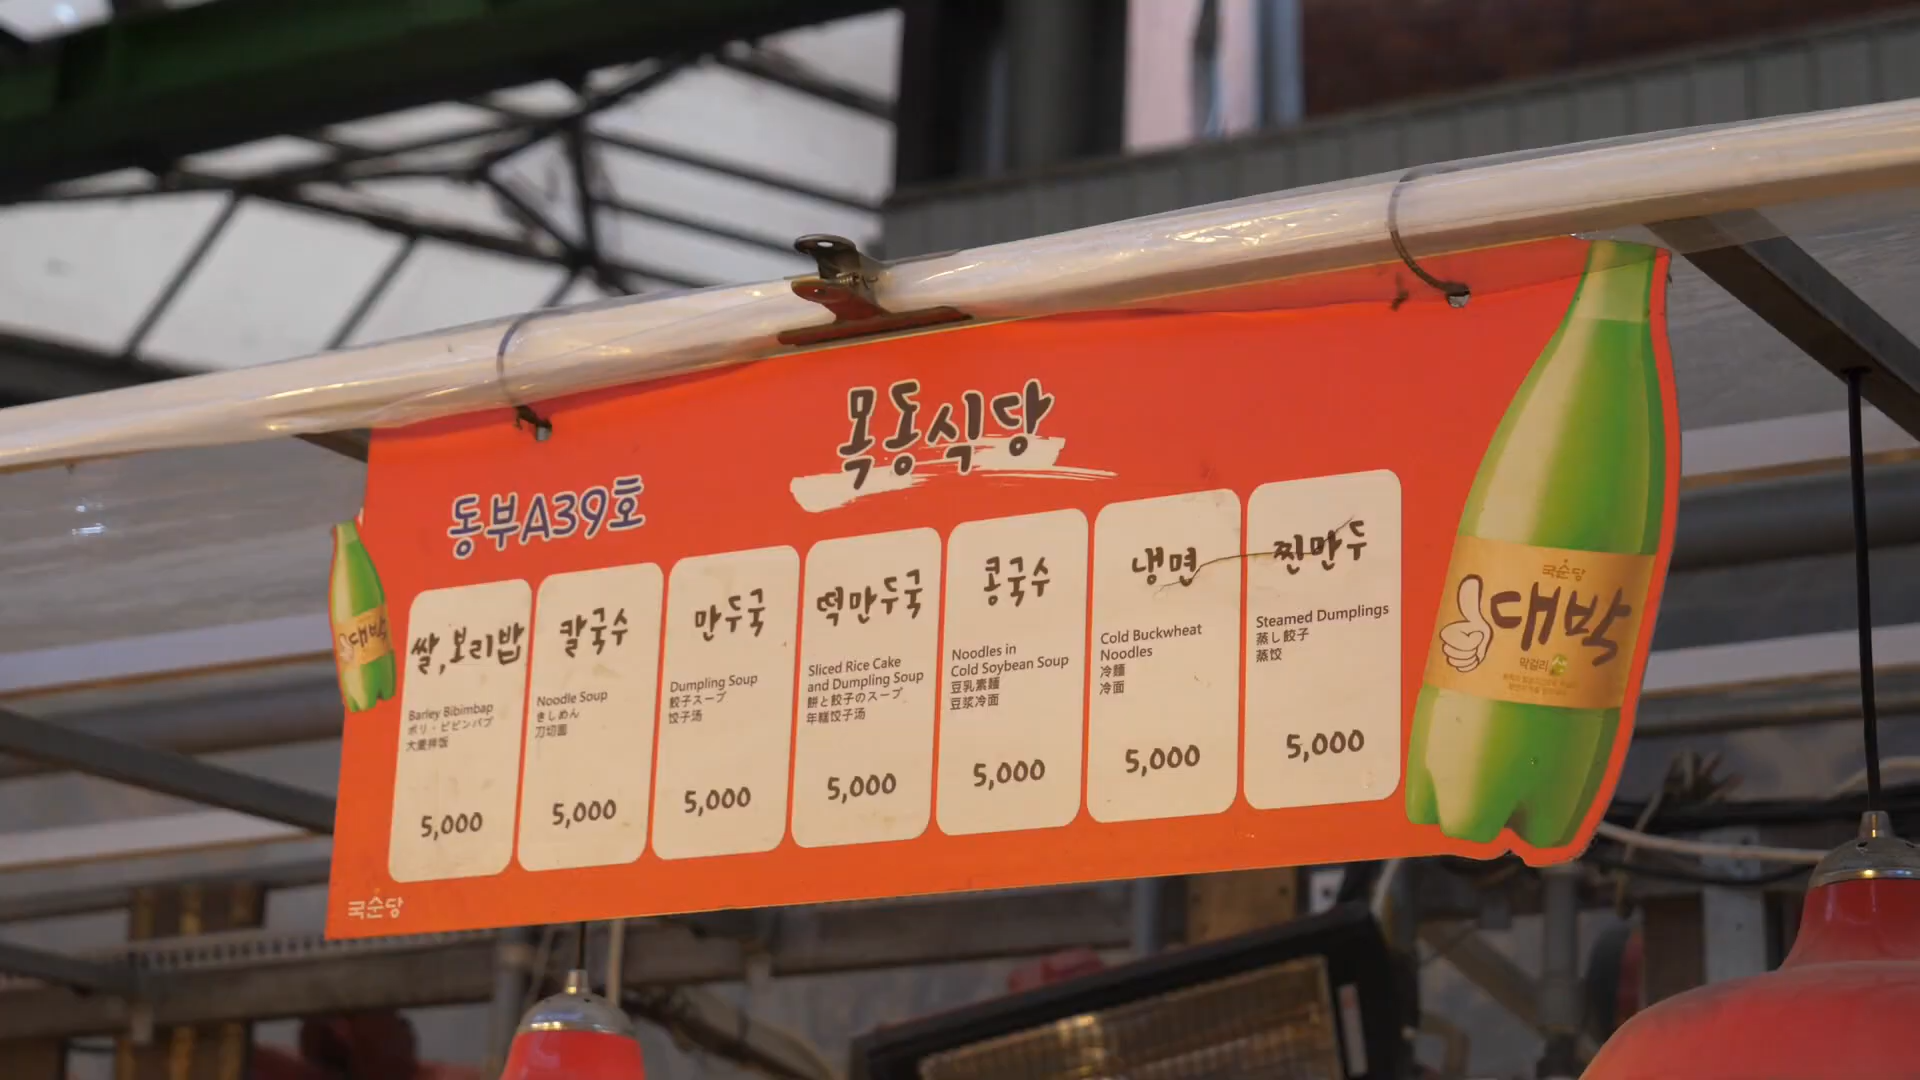 목동식당
동부A39호
쌀,보리밥
Barley Bibimbap
ボリ・ビビンバプ
大麦拌饭
5,000
칼국수
Noodle Soup
きしめん
刀切面
5,000
만두국
Dumpling Soup
餃子スープ
饺子汤
5,000
떡만두국
Sliced Rice Cake
and Dumpling Soup
餅と餃子のスープ
年糕饺子汤
5,000
콩국수
Noodles in
Cold Soybean Soup
豆乳素麺
豆浆冷面
5,000
냉면
Cold Buckwheat
Noodles
冷麵
冷面
5,000
찐만두
Steamed Dumplings
蒸し餃子
蒸饺
5,000
국순당
대박
막걸리
대박
국순당